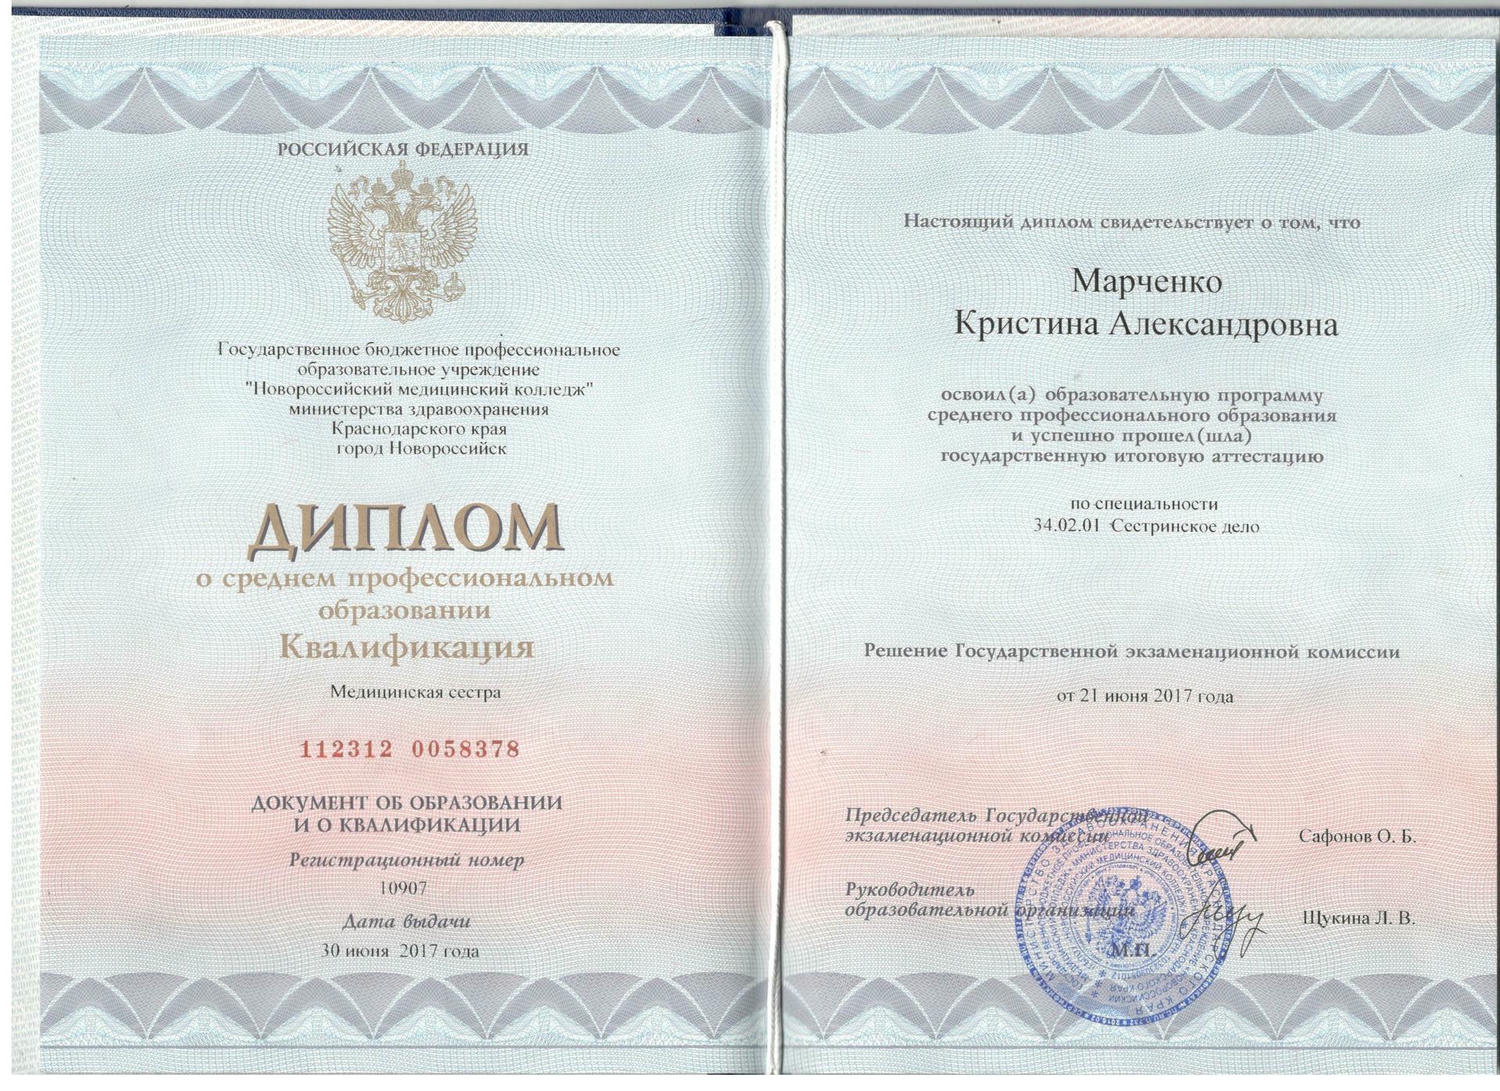 РОССИЙСКАЯ ФЕДЕРАЦИЯ
Государственное бюджетное профессиональное
образовательное учреждение
"Новороссийский медицинский колледж"
министерства здравоохранения
Краснодарского края
город Новороссийск
ДИПЛОМ
о среднем профессиональном
образовании
Квалификация
Медицинская сестра
112312 0058378
ДОКУМЕНТ ОБ ОБРАЗОВАНИИ
И О КВАЛИФИКАЦИИ
Регистрационный номер
10907
Дата выдачи
30 июня 2017 года
Настоящий диплом свидетельствует о том, что
Марченко
Кристина Александровна
освоил(а) образовательную программу
среднего профессионального образования
и успешно прошел(шла)
государственную итоговую аттестацию
по специальности
34.02.01 Сестринское дело
Решение Государственной экзаменационной комиссии
от 21 июня 2017 года
Председатель Государственной
экзаменационной комиссии
Сафонов О. Б.
Руководитель
образовательной организации
Щукина Л. В.
М.П.